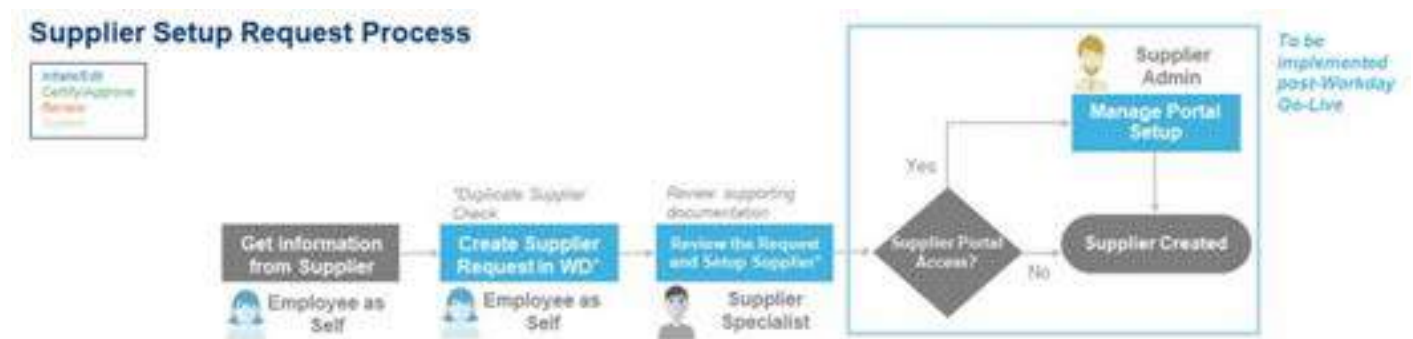 Supplier Setup Request Process
Initiate/Edit
Certify/Approve
Review
To be
implemented
post-Workday
Go-Live
Supplier
Admin
Manage Portal
Setup
Yes
*Duplicate Supplier
Check
Review supporting
documentation
Get Information
from Supplier
Create Supplier
Request in WD*
Review the Request
and Setup Supplier*
Supplier Portal
Access?
No
Supplier Created
Employee as
Self
Employee as
Self
Supplier
Specialist